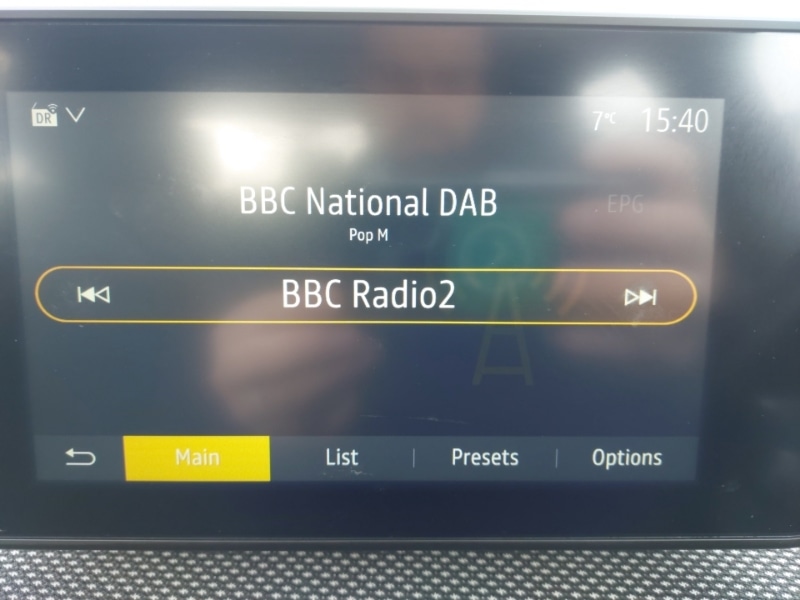 DR
7°C 15:40
BBC National DAB
EPG
Pop M
BBC Radio2
Main List Presets Options